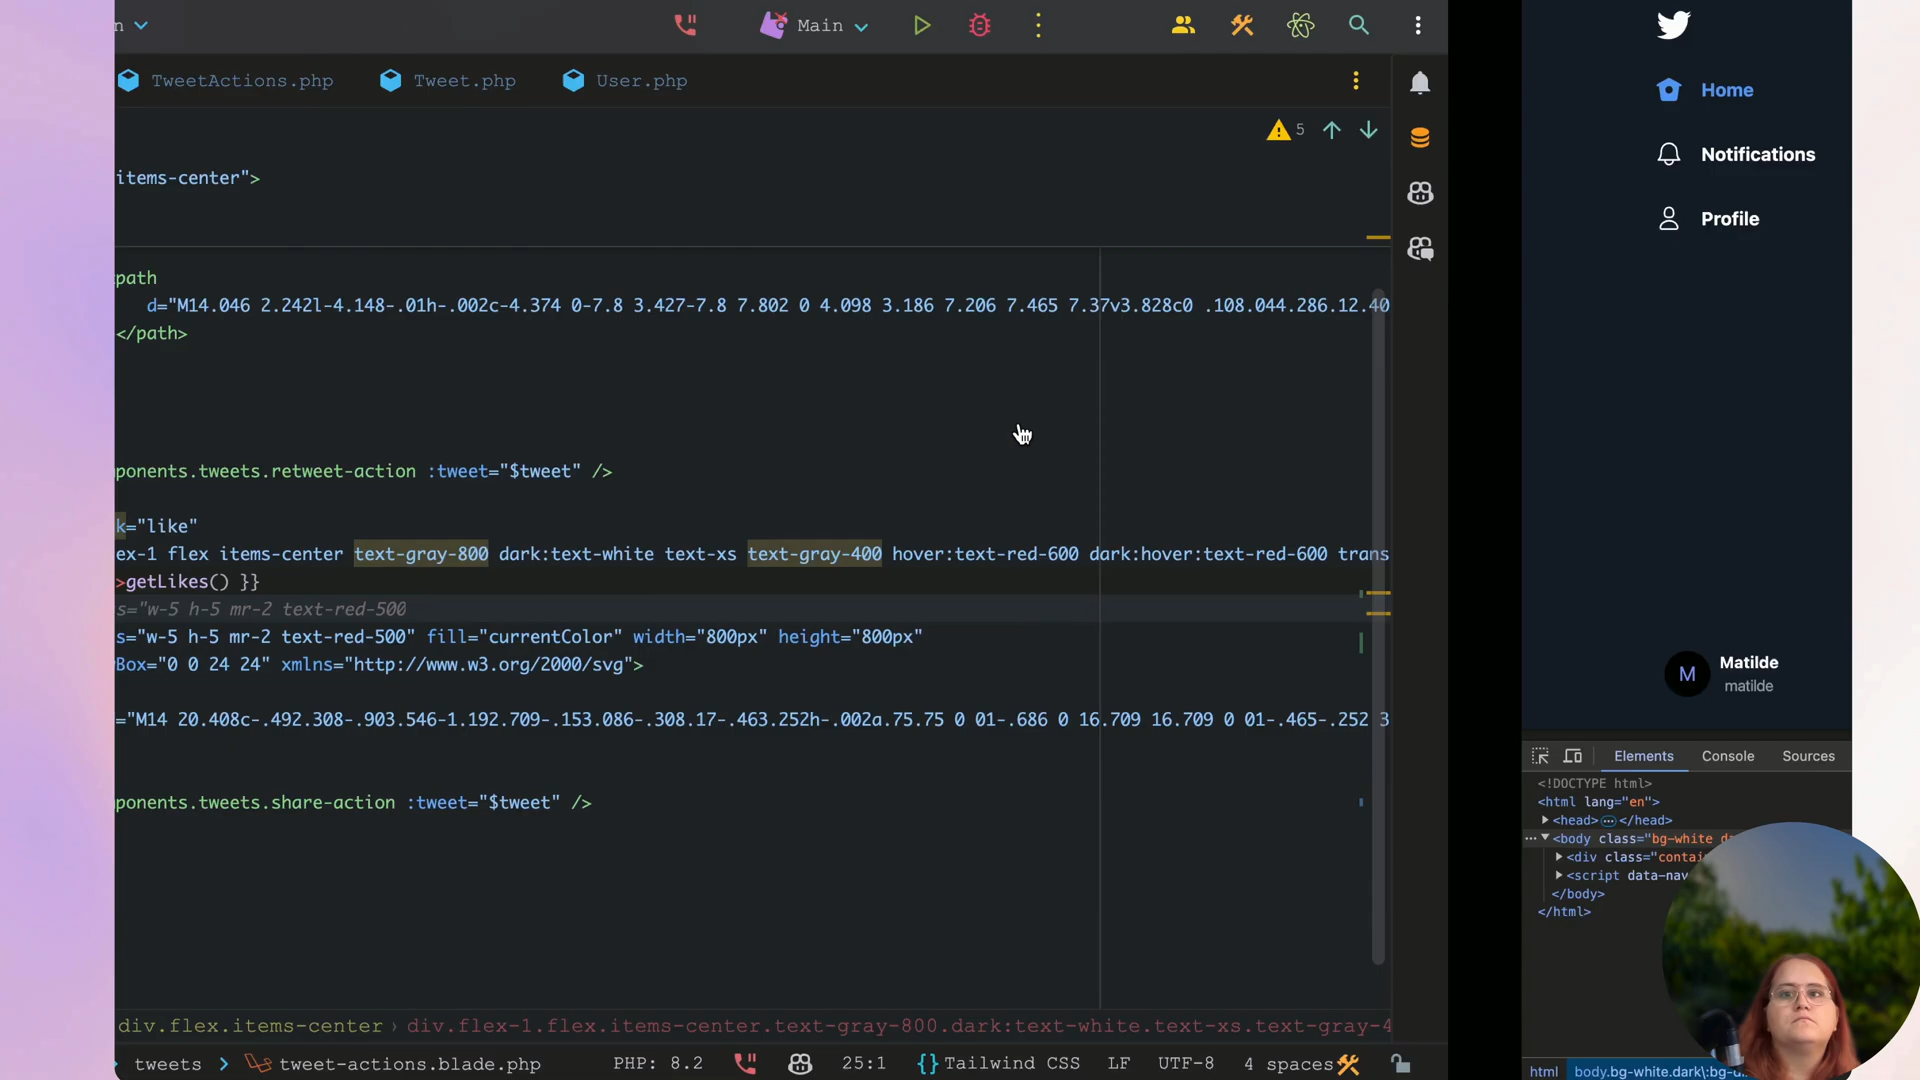 n
Main
TweetActions.php
Tweet.php
User.php
5
items-center">
path
d="M14.046 2.242l-4.148-.01h-.002c-4.374 0-7.8 3.427-7.8 7.802 0 4.098 3.186 7.206 7.465 7.37v3.828c0 .108.044.286.12.40
</path>
ponents.tweets.retweet-action :tweet="$tweet" />
k="like"
ex-1 flex items-center text-gray-800 dark:text-white text-xs text-gray-400 hover:text-red-600 dark:hover:text-red-600 trans
>getLikes() }}
s="w-5 h-5 mr-2 text-red-500
s="w-5 h-5 mr-2 text-red-500" fill="currentColor" width="800px" height="800px"
Box="0 0 24 24" xmlns="http://www.w3.org/2000/svg">
="M14 20.408c-.492.308-.903.546-1.192.709-.153.086-.308.17-.463.252h-.002a.75.75 0 01-.686 0 16.709 16.709 0 01-.465-.252 3
ponents.tweets.share-action :tweet="$tweet" />
div.flex.items-center › div.flex-1.flex.items-center.text-gray-800.dark:text-white.text-xs.text-gray-4
tweets
tweet-actions.blade.php
PHP: 8.2
25:1
{} Tailwind CSS
LF
UTF-8
4 spaces
Home
Notifications
Profile
M
Matilde
matilde
Elements
Console
Sources
<!DOCTYPE html>
<html lang="en">
<head>…</head>
<body class="bg-white d
<div class="contai
<script data-nav
</body>
</html>
html
body.bg-white.dark\:bg-d